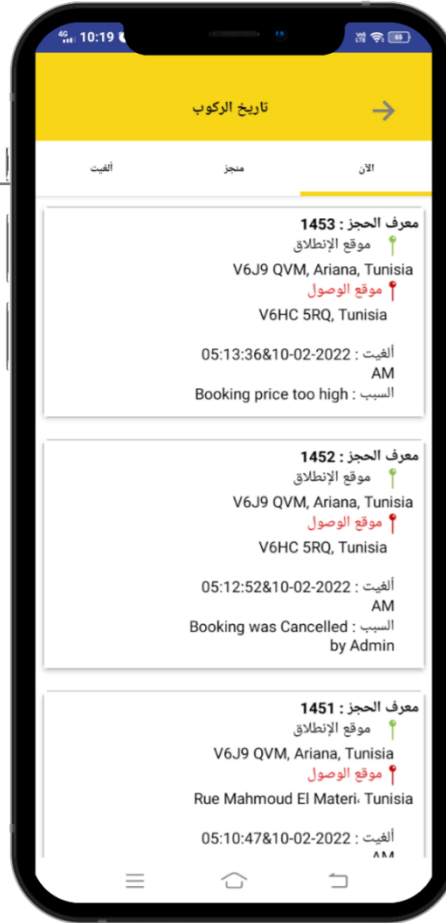 4G 10:19
VoI LTE
تاريخ الركوب
الآن
منجز
ألغيت
معرف الحجز : 1453
موقع الإنطلاق
V6J9 QVM, Ariana, Tunisia
موقع الوصول
V6HC 5RQ, Tunisia
ألغيت : 2022-02-10&05:13:36
AM
السبب : Booking price too high
معرف الحجز : 1452
موقع الإنطلاق
V6J9 QVM, Ariana, Tunisia
موقع الوصول
V6HC 5RQ, Tunisia
ألغيت : 2022-02-10&05:12:52
AM
السبب : Booking was Cancelled
by Admin
معرف الحجز : 1451
موقع الإنطلاق
V6J9 QVM, Ariana, Tunisia
موقع الوصول
Rue Mahmoud El Materi، Tunisia
ألغيت : 2022-02-10&05:10:47
AM